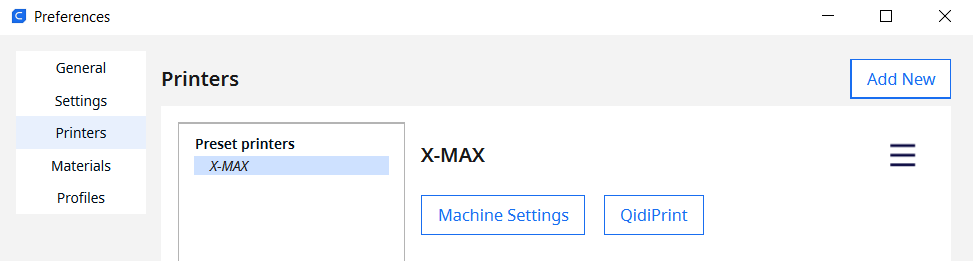 Preferences
General
Settings
Printers
Materials
Profiles
Printers
Add New
Preset printers
X-MAX
X-MAX
Machine Settings
QidiPrint